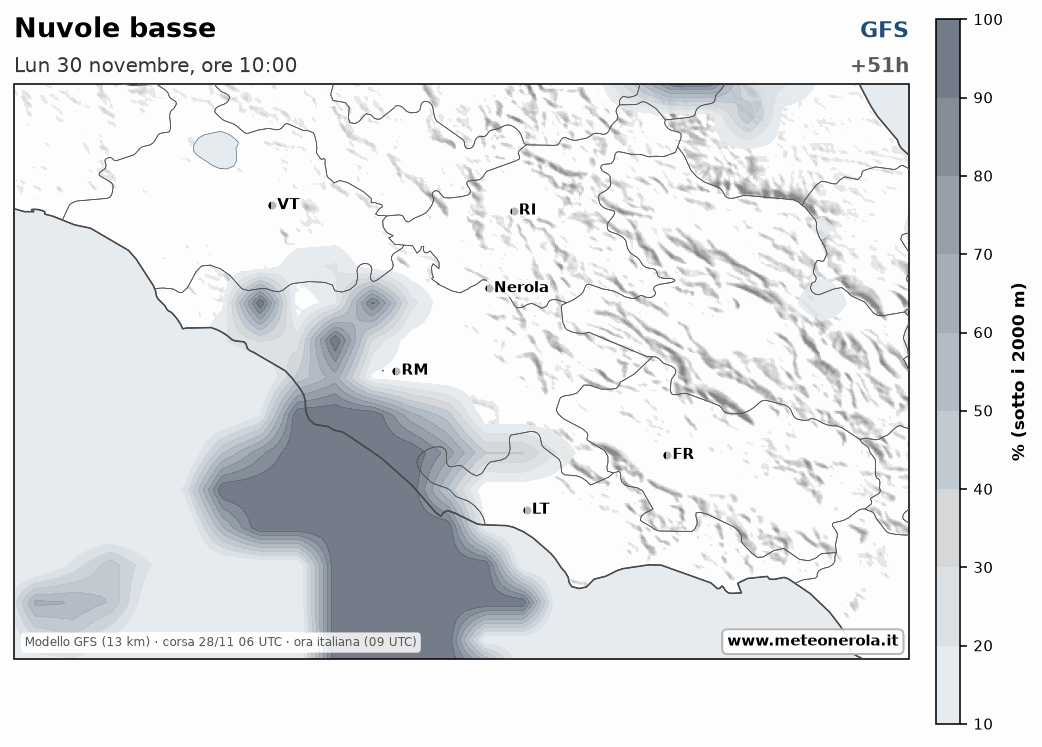 Nuvole basse
GFS
Lun 30 novembre, ore 10:00
+51h
100
90
80
70
60
50
40
30
20
10
% (sotto i 2000 m)
VT
RI
Nerola
RM
FR
LT
Modello GFS (13 km) · corsa 28/11 06 UTC · ora italiana (09 UTC)
www.meteonerola.it